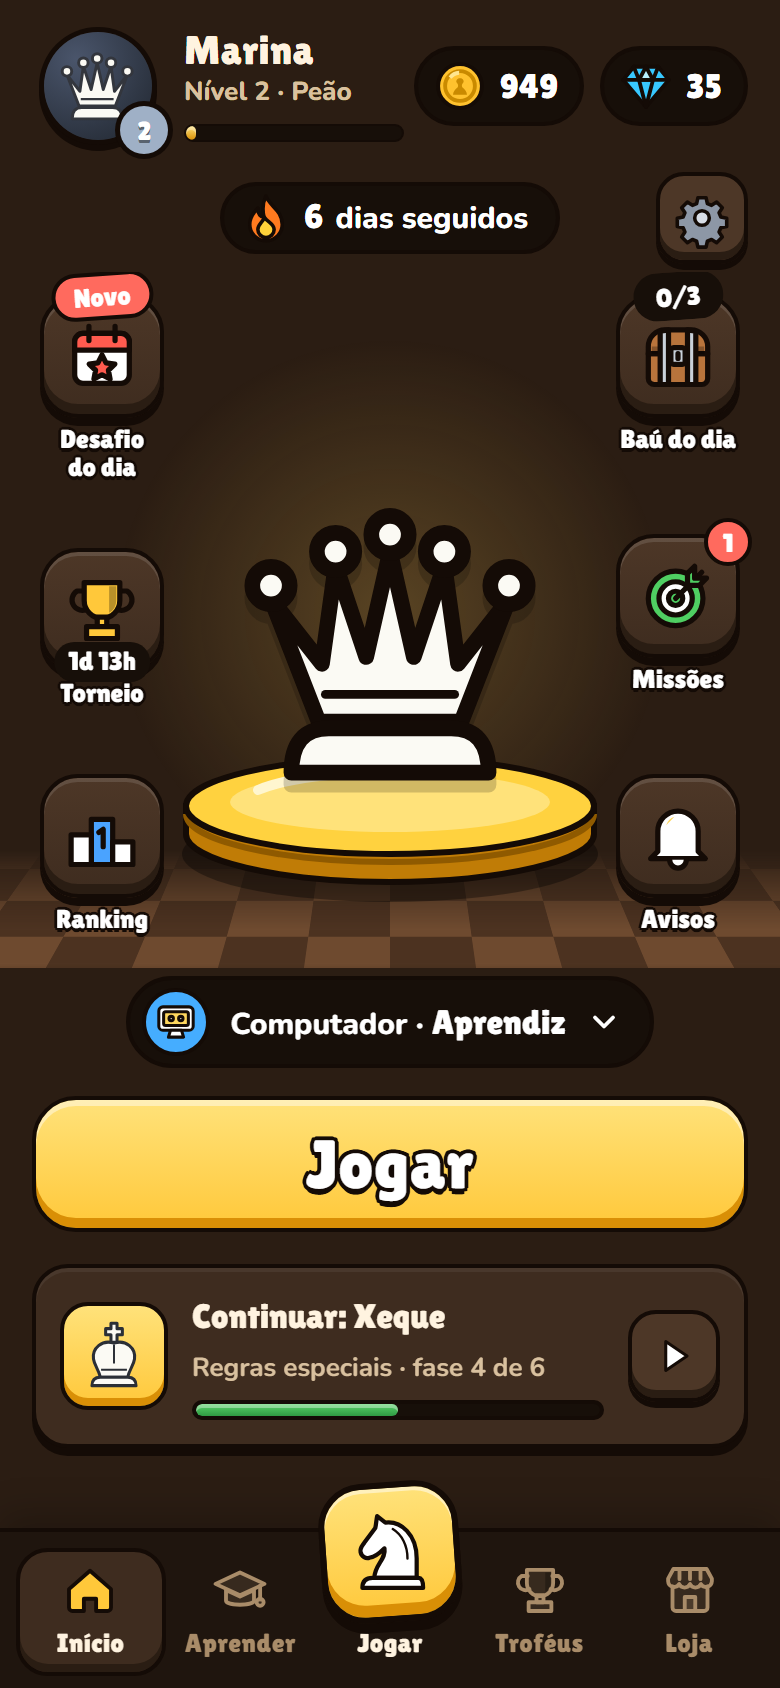 Marina
Nível 2 · Peão
2
949
35
6 dias seguidos
Novo
Desafio
do dia
0/3
Baú do dia
1d 13h
Torneio
1
Missões
1
Ranking
Avisos
Computador · Aprendiz
Jogar
Continuar: Xeque
Regras especiais · fase 4 de 6
Início
Aprender
Jogar
Troféus
Loja